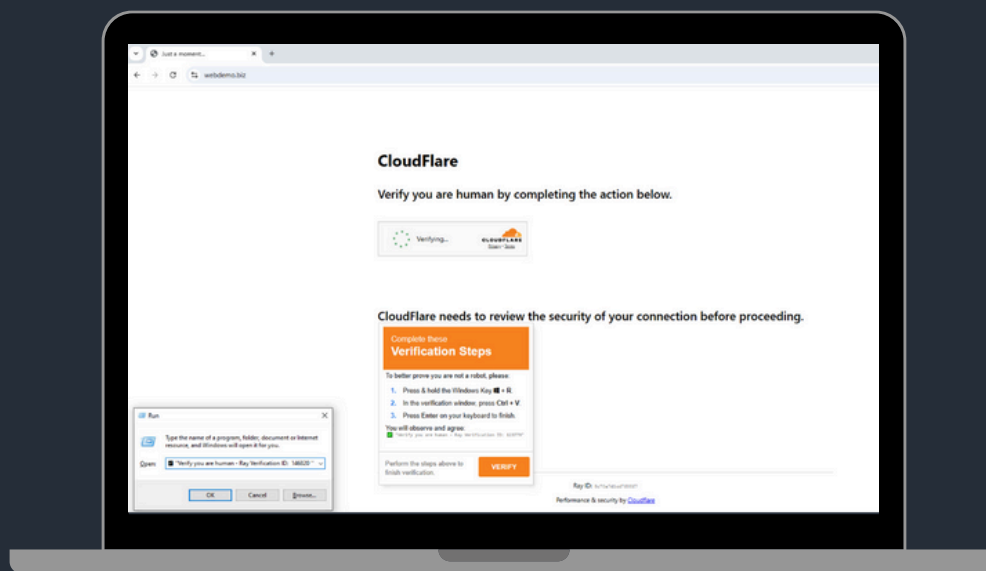 Just a moment...
webdemo.biz
CloudFlare
Verify you are human by completing the action below.
Verifying...
CLOUDFLARE
CloudFlare needs to review the security of your connection before proceeding.
Complete these
Verification Steps
To better prove you are not a robot, please:
1. Press & hold the Windows Key + R.
2. In the verification window, press Ctrl + V.
3. Press Enter on your keyboard to finish.
You will observe and agree:
Perform the steps above to
finish verification.
VERIFY
Run
Type the name of a program, folder, document or Internet
resource, and Windows will open it for you.
Open:
"Verify you are human - Ray Verification ID: 146820"
OK
Cancel
Browse...
Ray ID:
Performance & security by Cloudflare